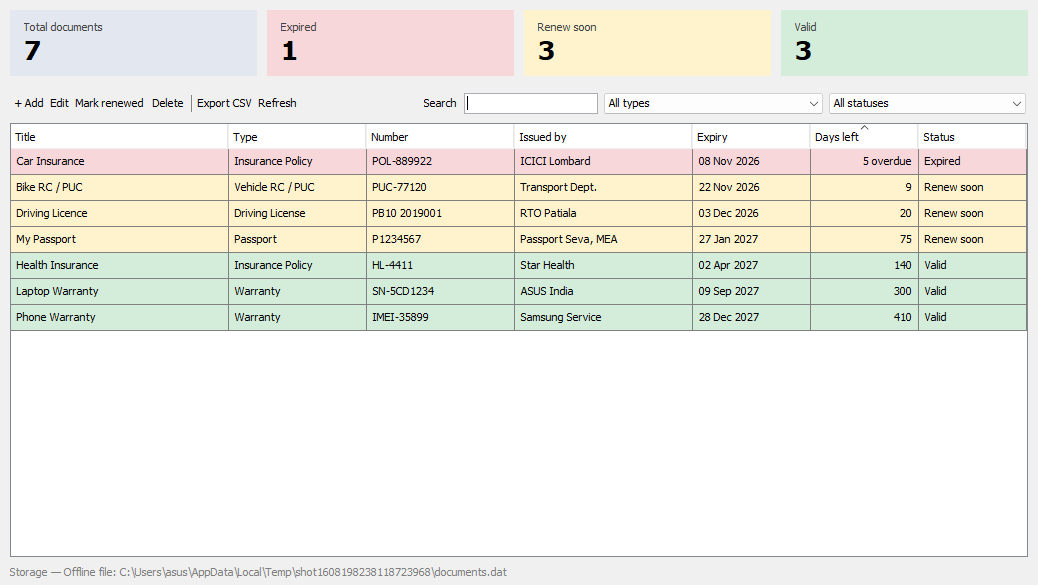 Total documents
7
Expired
1
Renew soon
3
Valid
3
+ Add Edit Mark renewed Delete Export CSV Refresh Search All types All statuses
Title Type Number Issued by Expiry Days left Status
Car Insurance Insurance Policy POL-889922 ICICI Lombard 08 Nov 2026 5 overdue Expired
Bike RC / PUC Vehicle RC / PUC PUC-77120 Transport Dept. 22 Nov 2026 9 Renew soon
Driving Licence Driving License PB10 2019001 RTO Patiala 03 Dec 2026 20 Renew soon
My Passport Passport P1234567 Passport Seva, MEA 27 Jan 2027 75 Renew soon
Health Insurance Insurance Policy HL-4411 Star Health 02 Apr 2027 140 Valid
Laptop Warranty Warranty SN-5CD1234 ASUS India 09 Sep 2027 300 Valid
Phone Warranty Warranty IMEI-35899 Samsung Service 28 Dec 2027 410 Valid
Storage — Offline file: C:\Users\asus\AppData\Local\Temp\shot1608198238118723968\documents.dat